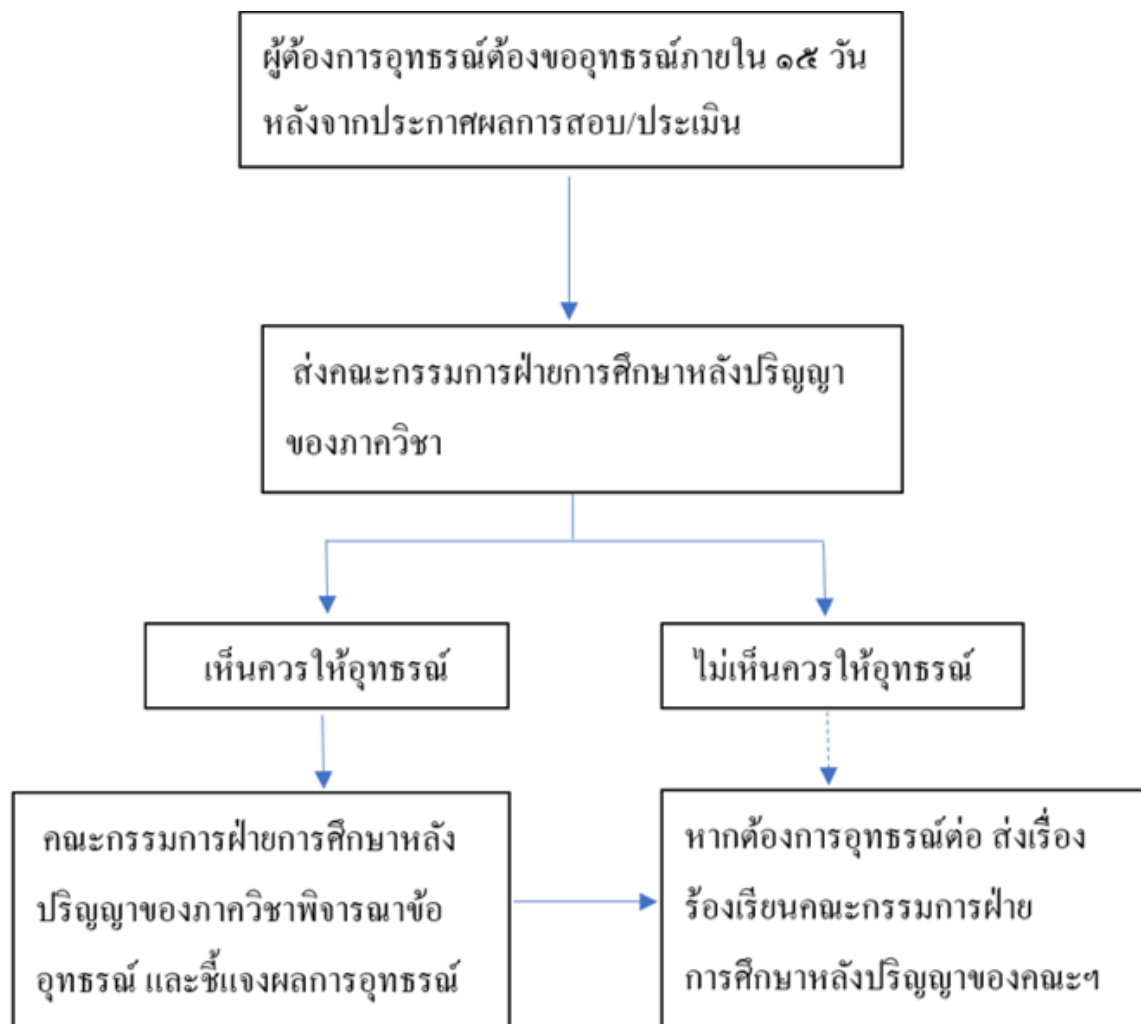 ผู้ต้องการอุทธรณ์ต้องขออุทธรณ์ภายใน ๑๕ วัน
หลังจากประกาศผลการสอบ/ประเมิน
ส่งคณะกรรมการฝ่ายการศึกษาหลังปริญญา
ของภาควิชา
เห็นควรให้อุทธรณ์
ไม่เห็นควรให้อุทธรณ์
คณะกรรมการฝ่ายการศึกษาหลัง
ปริญญาของภาควิชาพิจารณาข้อ
อุทธรณ์ และชี้แจงผลการอุทธรณ์
หากต้องการอุทธรณ์ต่อ ส่งเรื่อง
ร้องเรียนคณะกรรมการฝ่าย
การศึกษาหลังปริญญาของคณะฯ